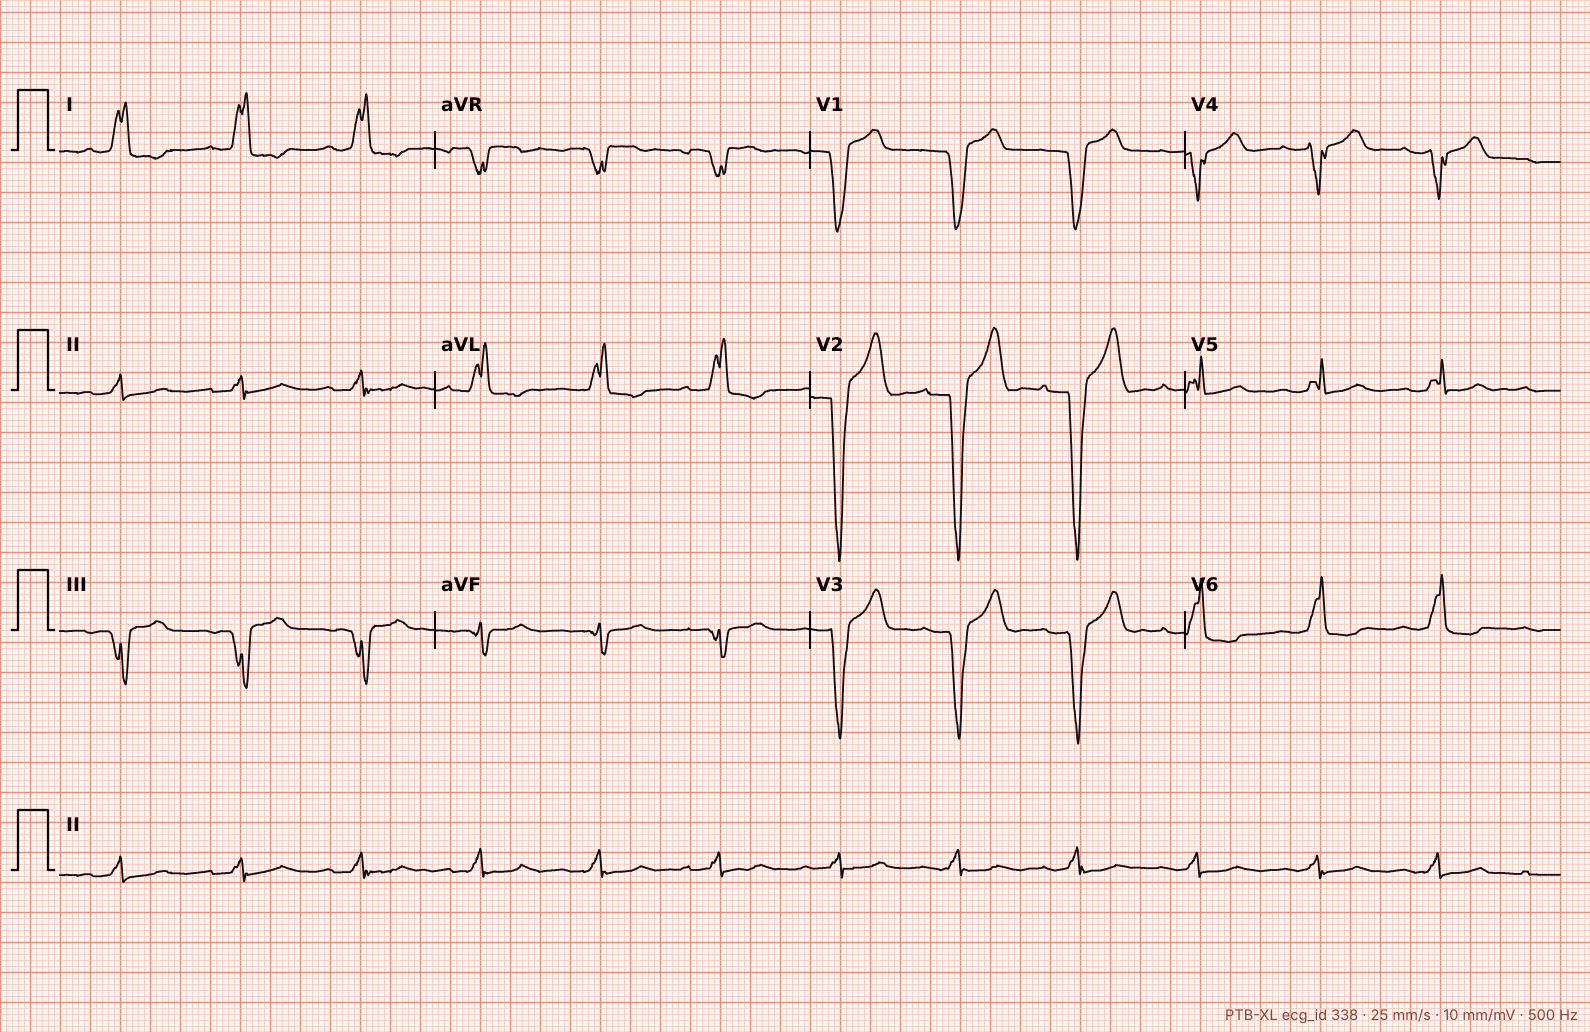 I aVR V1 V4
II aVL V2 V5
III aVF V3 V6
II
PTB-XL ecg_id 338 · 25 mm/s · 10 mm/mV · 500 Hz